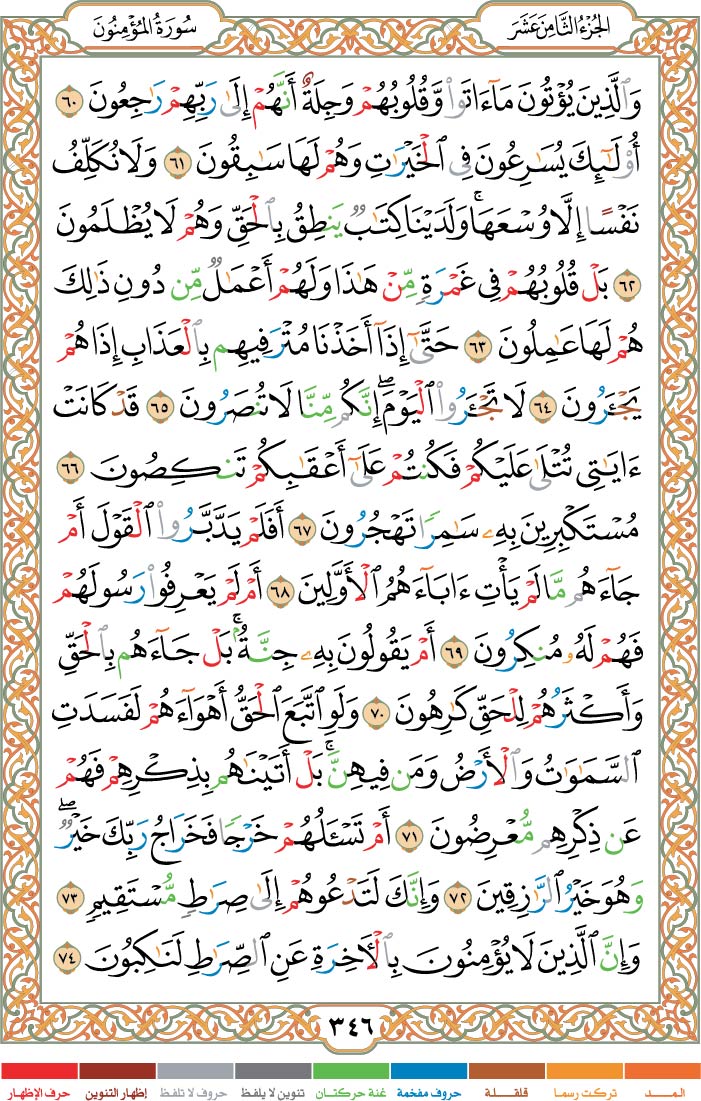 الجزء الثامن عشر
سورة المؤمنون
وَٱلَّذِينَ يُؤْتُونَ مَآ ءَاتَوا۟ وَّقُلُوبُهُمْ وَجِلَةٌ أَنَّهُمْ إِلَىٰ رَبِّهِمْ رَٰجِعُونَ ٦٠
أُو۟لَٰٓئِكَ يُسَٰرِعُونَ فِى ٱلْخَيْرَٰتِ وَهُمْ لَهَا سَٰبِقُونَ ٦١ وَلَا نُكَلِّفُ
نَفْسًا إِلَّا وُسْعَهَا ۚ وَلَدَيْنَا كِتَٰبٌ يَنطِقُ بِٱلْحَقِّ وَهُمْ لَا يُظْلَمُونَ
٦٢ بَلْ قُلُوبُهُمْ فِى غَمْرَةٍ مِّنْ هَٰذَا وَلَهُمْ أَعْمَٰلٌ مِّن دُونِ ذَٰلِكَ
هُمْ لَهَا عَٰمِلُونَ ٦٣ حَتَّىٰٓ إِذَآ أَخَذْنَا مُتْرَفِيهِم بِٱلْعَذَابِ إِذَا هُمْ
يَجْـَٔرُونَ ٦٤ لَا تَجْـَٔرُوا۟ ٱلْيَوْمَ ۖ إِنَّكُم مِّنَّا لَا تُنصَرُونَ ٦٥ قَدْ كَانَتْ
ءَايَٰتِى تُتْلَىٰ عَلَيْكُمْ فَكُنتُمْ عَلَىٰٓ أَعْقَٰبِكُمْ تَنكِصُونَ ٦٦
مُسْتَكْبِرِينَ بِهِۦ سَٰمِرًا تَهْجُرُونَ ٦٧ أَفَلَمْ يَدَّبَّرُوا۟ ٱلْقَوْلَ أَمْ
جَآءَهُم مَّا لَمْ يَأْتِ ءَابَآءَهُمُ ٱلْأَوَّلِينَ ٦٨ أَمْ لَمْ يَعْرِفُوا۟ رَسُولَهُمْ
فَهُمْ لَهُۥ مُنكِرُونَ ٦٩ أَمْ يَقُولُونَ بِهِۦ جِنَّةٌۢ ۚ بَلْ جَآءَهُم بِٱلْحَقِّ
وَأَكْثَرُهُمْ لِلْحَقِّ كَٰرِهُونَ ٧٠ وَلَوِ ٱتَّبَعَ ٱلْحَقُّ أَهْوَآءَهُمْ لَفَسَدَتِ
ٱلسَّمَٰوَٰتُ وَٱلْأَرْضُ وَمَن فِيهِنَّ ۚ بَلْ أَتَيْنَٰهُم بِذِكْرِهِمْ فَهُمْ
عَن ذِكْرِهِم مُّعْرِضُونَ ٧١ أَمْ تَسْـَٔلُهُمْ خَرْجًا فَخَرَاجُ رَبِّكَ خَيْرٌ ۖ
وَهُوَ خَيْرُ ٱلرَّٰزِقِينَ ٧٢ وَإِنَّكَ لَتَدْعُوهُمْ إِلَىٰ صِرَٰطٍ مُّسْتَقِيمٍ ٧٣
وَإِنَّ ٱلَّذِينَ لَا يُؤْمِنُونَ بِٱلْءَاخِرَةِ عَنِ ٱلصِّرَٰطِ لَنَٰكِبُونَ ٧٤
٣٤٦
المــــد تركت رسما قلقـــلة حروف مفخمة غنة حركتان تنوين لا يلفظ حروف لا تلفظ إظهار التنوين حرف الإظهار